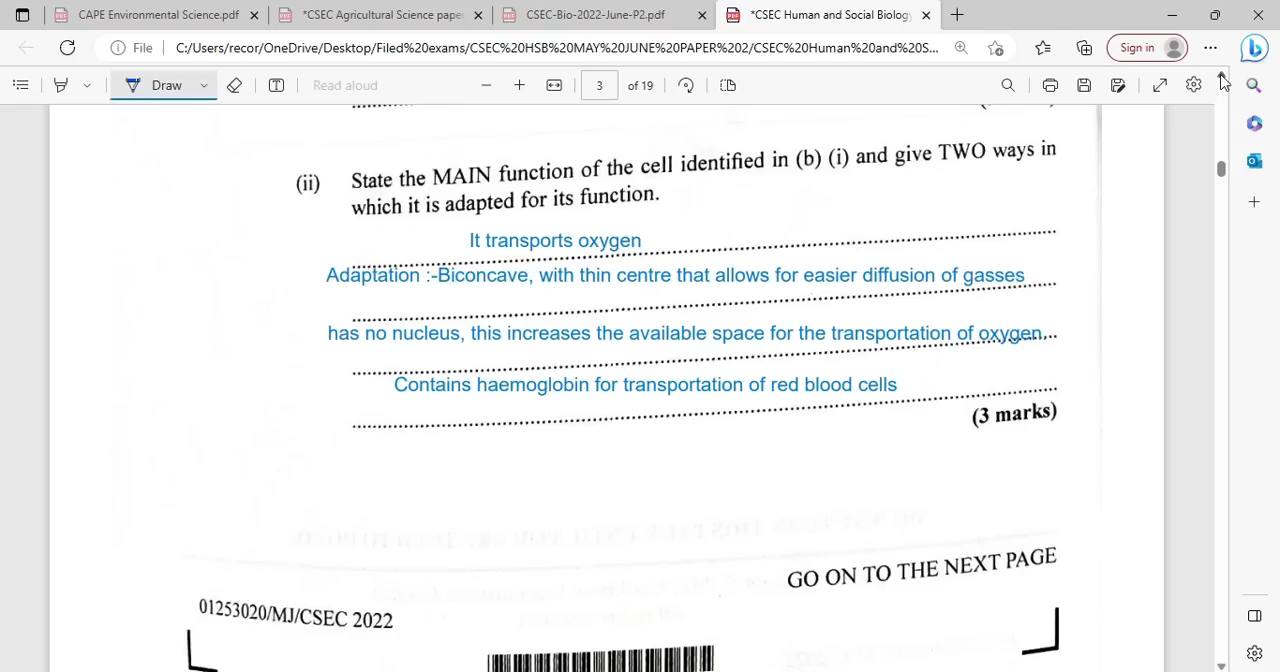 CAPE Environmental Science.pdf
*CSEC Agricultural Science pape
CSEC-Bio-2022-June-P2.pdf
*CSEC Human and Social Biology
File
C:/Users/recor/OneDrive/Desktop/Filed%20exams/CSEC%20HSB%20MAY%20JUNE%20PAPER%202/CSEC%20Human%20and%20S...
Sign in
Draw
Read aloud
3
of 19
(ii) State the MAIN function of the cell identified in (b) (i) and give TWO ways in
which it is adapted for its function.
It transports oxygen
Adaptation :-Biconcave, with thin centre that allows for easier diffusion of gasses
has no nucleus, this increases the available space for the transportation of oxygen,
Contains haemoglobin for transportation of red blood cells
(3 marks)
GO ON TO THE NEXT PAGE
01253020/MJ/CSEC 2022